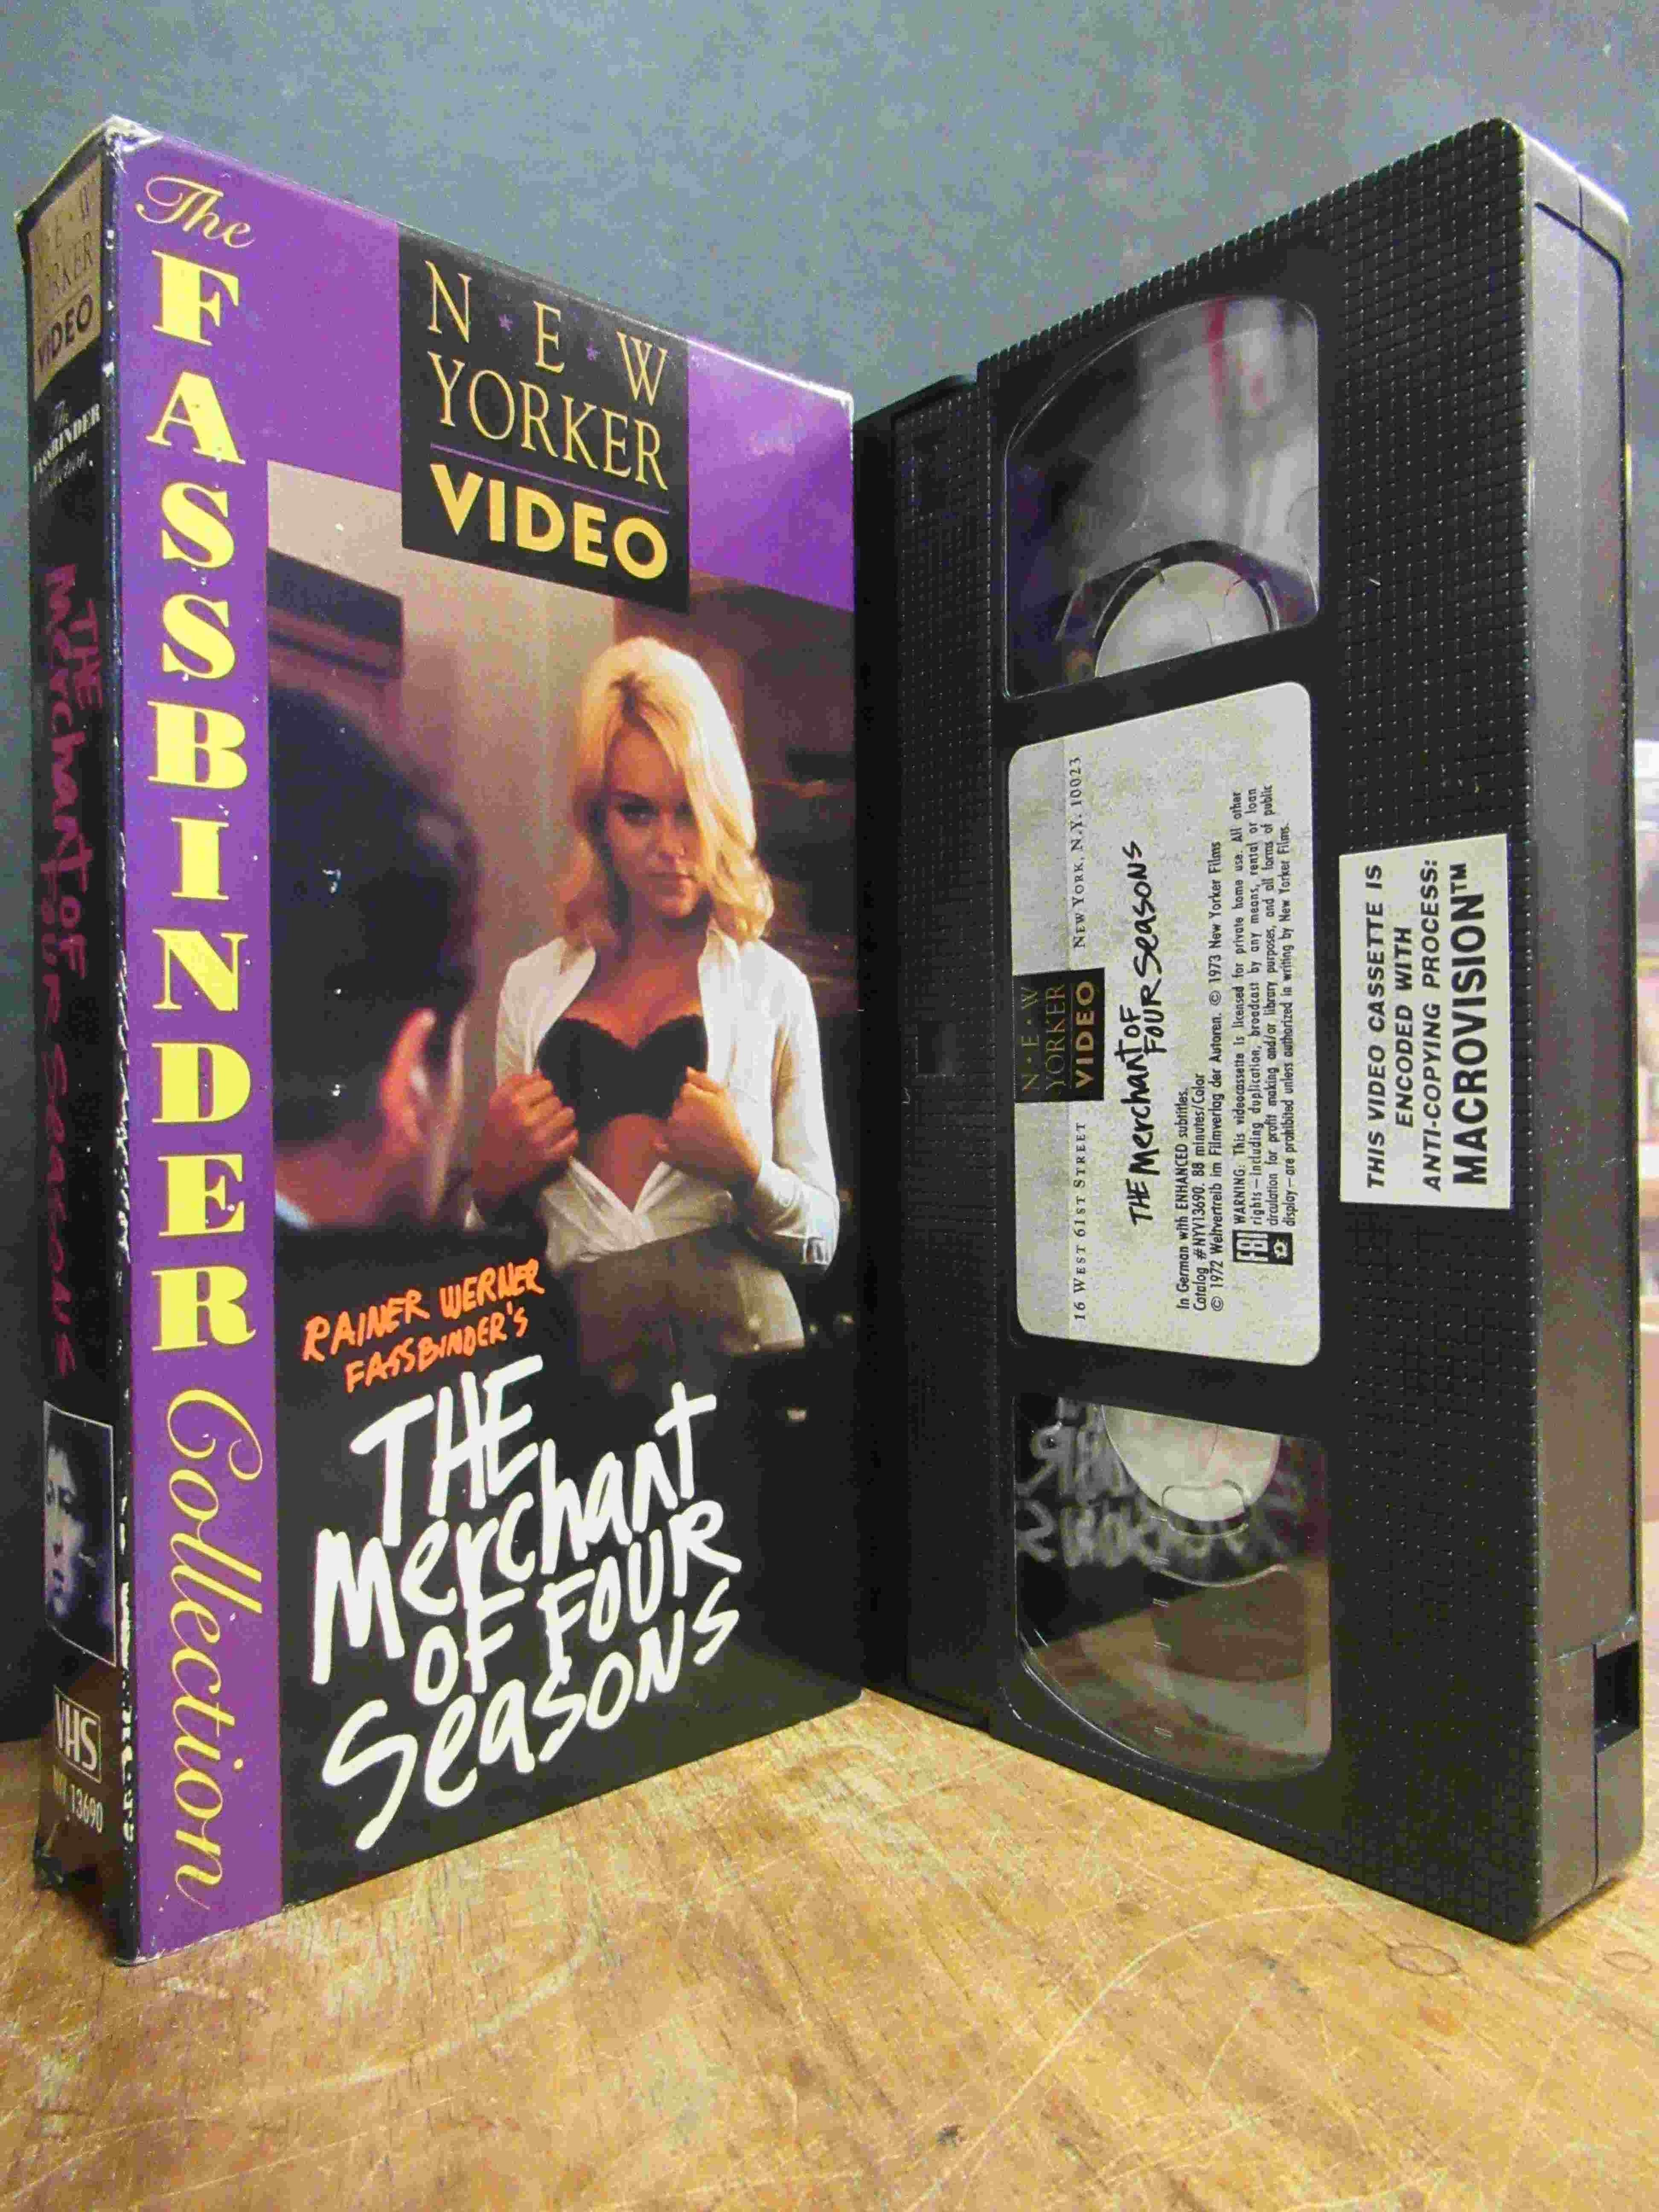 N E W
YORKER
VIDEO
The
FASSBINDER
Collection
THE
Merchant OF
FOUR Seasons
VHS
NYV 13690
The
FASSBINDER
Collection
N E W
YORKER
VIDEO
RAINER WERNER
FASSBINDER'S
THE
Merchant
OF FOUR
Seasons
16 WEST 61ST STREET
N E W
YORKER
VIDEO
NEW YORK, N.Y. 10023
THE Merchant OF
FOUR Seasons
In German with ENHANCED subtitles.
Catalog #NYV13690. 88 minutes/Color
© 1972 Weltvertrieb im Filmverlag der Autoren. © 1973 New Yorker Films
FBI WARNING: This videocassette is licensed for private home use. All other
rights—including duplication, broadcast by any means, rental or loan
circulation for profit making and/or library purposes, and all forms of public
display—are prohibited unless authorized in writing by New Yorker Films.
THIS VIDEO CASSETTE IS
ENCODED WITH
ANTI-COPYING PROCESS:
MACROVISION™